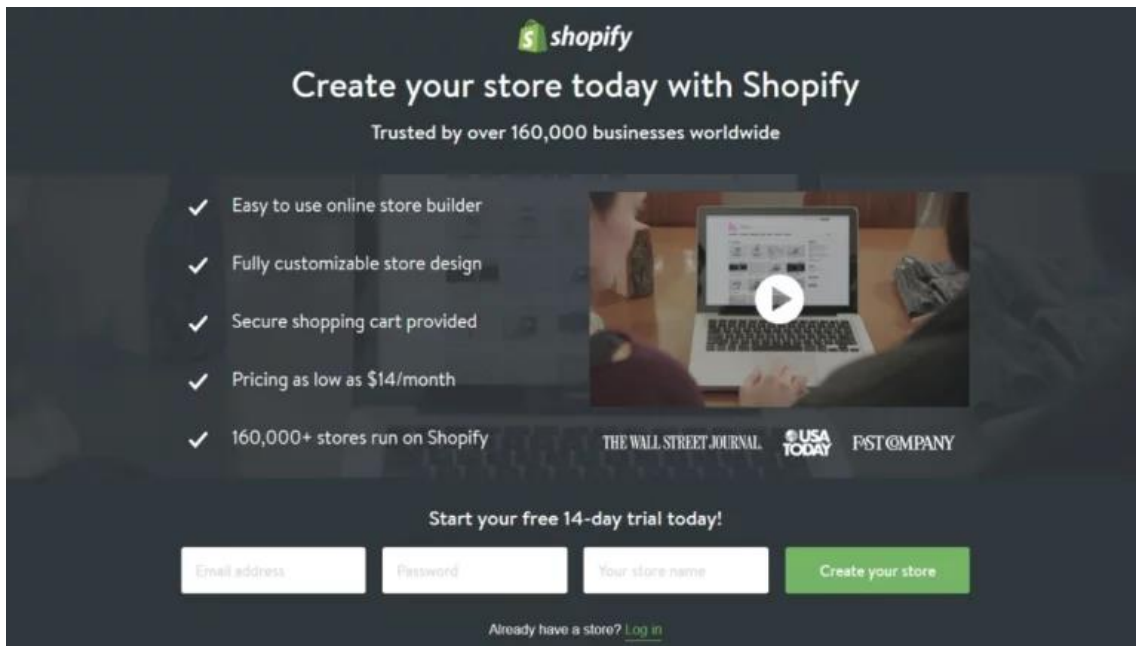 shopify
Create your store today with Shopify
Trusted by over 160,000 businesses worldwide
Easy to use online store builder
Fully customizable store design
Secure shopping cart provided
Pricing as low as $14/month
160,000+ stores run on Shopify
THE WALL STREET JOURNAL.
USA TODAY
FAST COMPANY
Start your free 14-day trial today!
Email address
Password
Your store name
Create your store
Already have a store? Log in